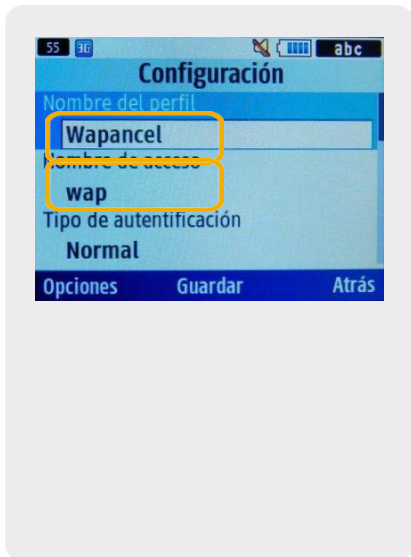 55 3G abc
Configuración
Nombre del perfil
Wapancel
Nombre de acceso
wap
Tipo de autentificación
Normal
Opciones Guardar Atrás